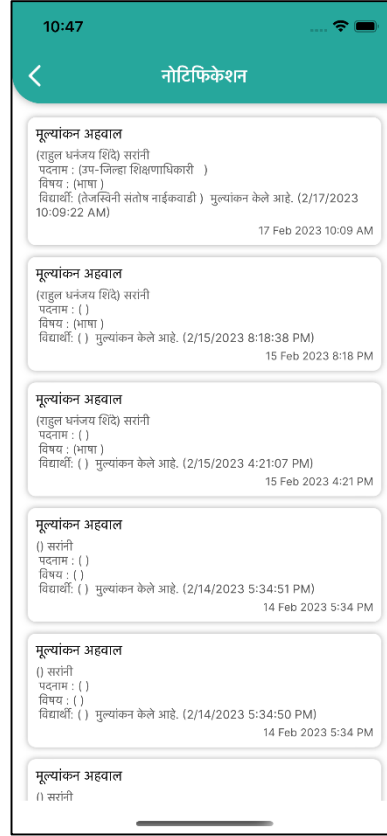 10:47
नोटिफिकेशन
मूल्यांकन अहवाल
(राहुल धनंजय शिंदे) सरांनी
पदनाम : (उप-जिल्हा शिक्षणाधिकारी )
विषय : (भाषा )
विद्यार्थी: (तेजस्विनी संतोष नाईकवाडी ) मुल्यांकन केले आहे. (2/17/2023
10:09:22 AM)
17 Feb 2023 10:09 AM
मूल्यांकन अहवाल
(राहुल धनंजय शिंदे) सरांनी
पदनाम : ( )
विषय : (भाषा )
विद्यार्थी: ( ) मुल्यांकन केले आहे. (2/15/2023 8:18:38 PM)
15 Feb 2023 8:18 PM
मूल्यांकन अहवाल
(राहुल धनंजय शिंदे) सरांनी
पदनाम : ( )
विषय : (भाषा )
विद्यार्थी: ( ) मुल्यांकन केले आहे. (2/15/2023 4:21:07 PM)
15 Feb 2023 4:21 PM
मूल्यांकन अहवाल
() सरांनी
पदनाम : ( )
विषय : ( )
विद्यार्थी: ( ) मुल्यांकन केले आहे. (2/14/2023 5:34:51 PM)
14 Feb 2023 5:34 PM
मूल्यांकन अहवाल
() सरांनी
पदनाम : ( )
विषय : ( )
विद्यार्थी: ( ) मुल्यांकन केले आहे. (2/14/2023 5:34:50 PM)
14 Feb 2023 5:34 PM
मूल्यांकन अहवाल
() सरांनी